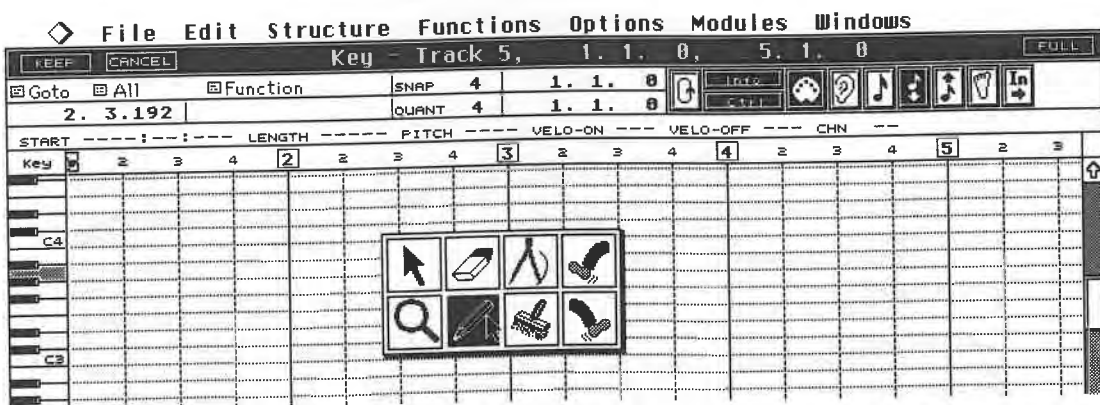 File Edit Structure Functions Options Modules Windows
KEEP CANCEL Key - Track 5, 1. 1. 0, 5. 1. 0 FULL
Goto All Function SNAP 4 1. 1. 0 Info In
2. 3.192 QUANT 4 1. 1. 0
START ----:--:--- LENGTH ----- PITCH ---- VELO-ON --- VELO-OFF --- CHN --
Key 2 3 4 2 2 3 4 3 2 3 4 4 2 3 4 5 2 3
C4
C3